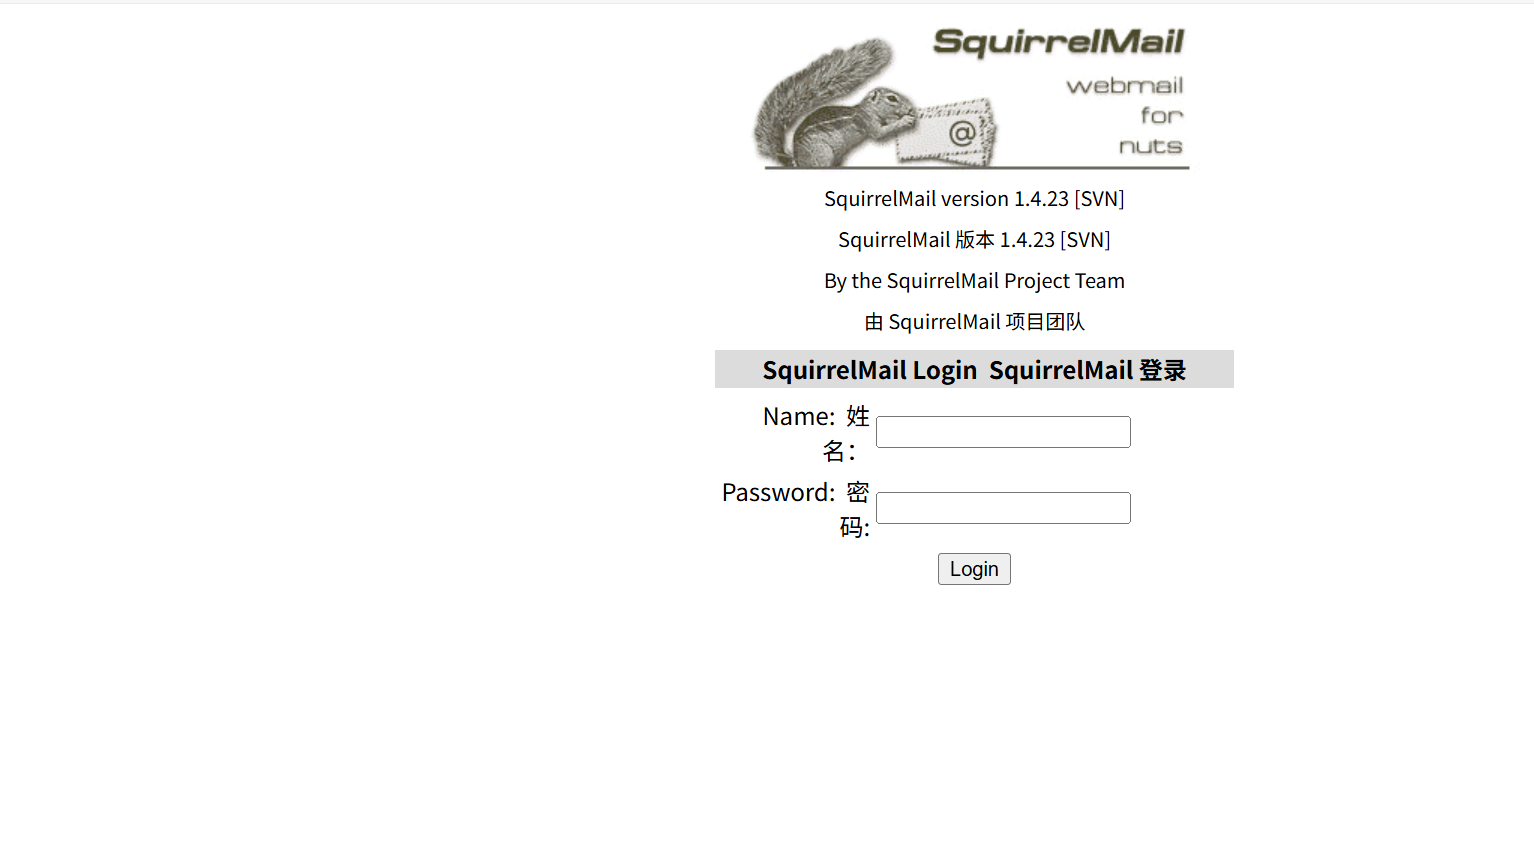 SquirrelMail
webmail
for
nuts
@
SquirrelMail version 1.4.23 [SVN]
SquirrelMail 版本 1.4.23 [SVN]
By the SquirrelMail Project Team
由 SquirrelMail 项目团队
SquirrelMail Login SquirrelMail 登录
Name: 姓
名：
Password: 密
码:
Login